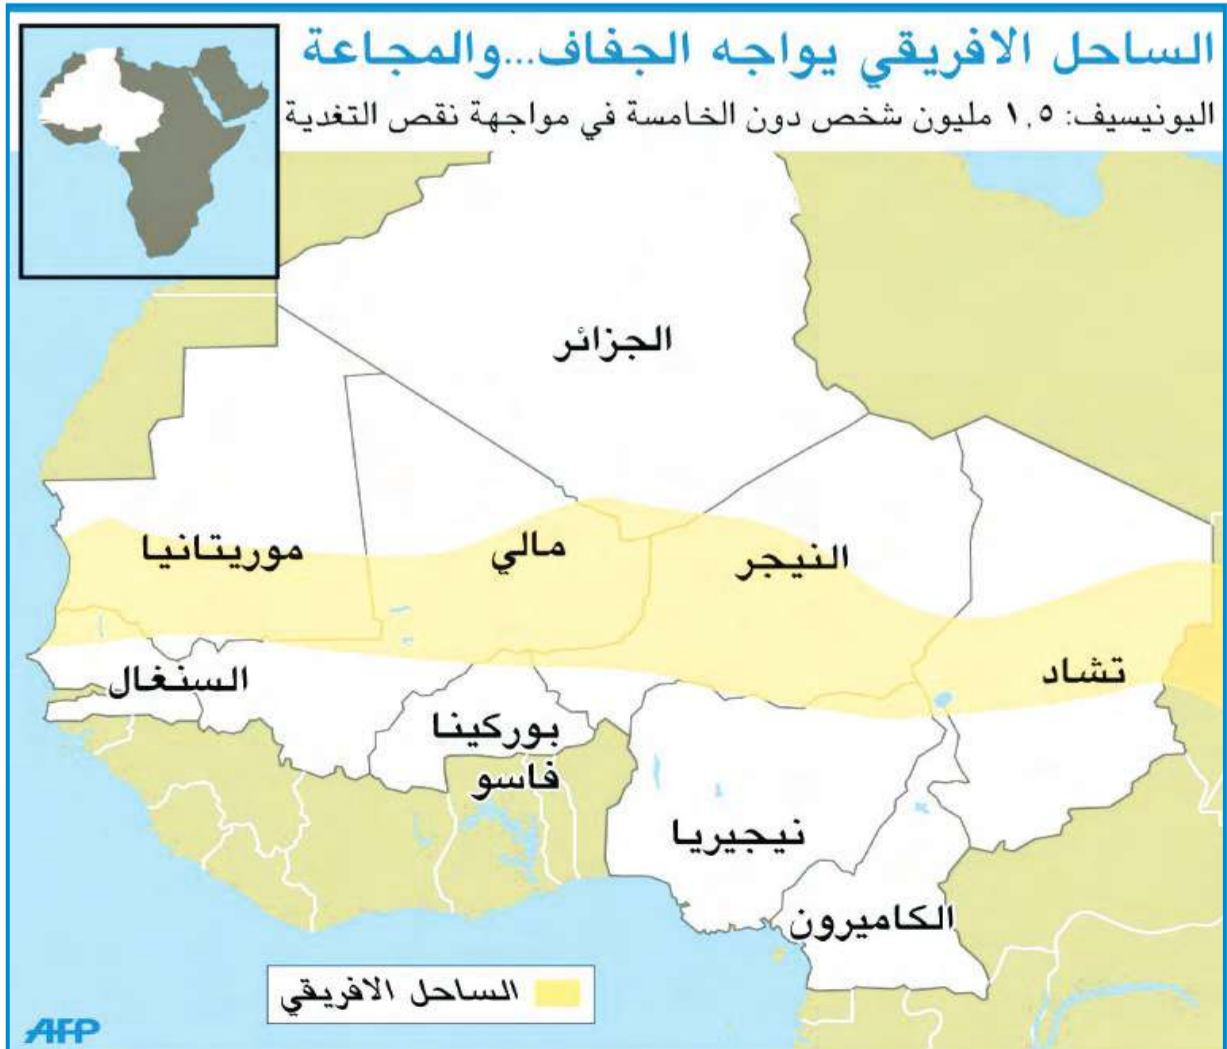 الساحل الافريقي يواجه الجفاف...والمجاعة
اليونيسيف: ١,٥ مليون شخص دون الخامسة في مواجهة نقص التغدية
الجزائر
موريتانيا
مالي
النيجر
تشاد
السنغال
بوركينا
فاسو
نيجيريا
الكاميرون
الساحل الافريقي
AFP